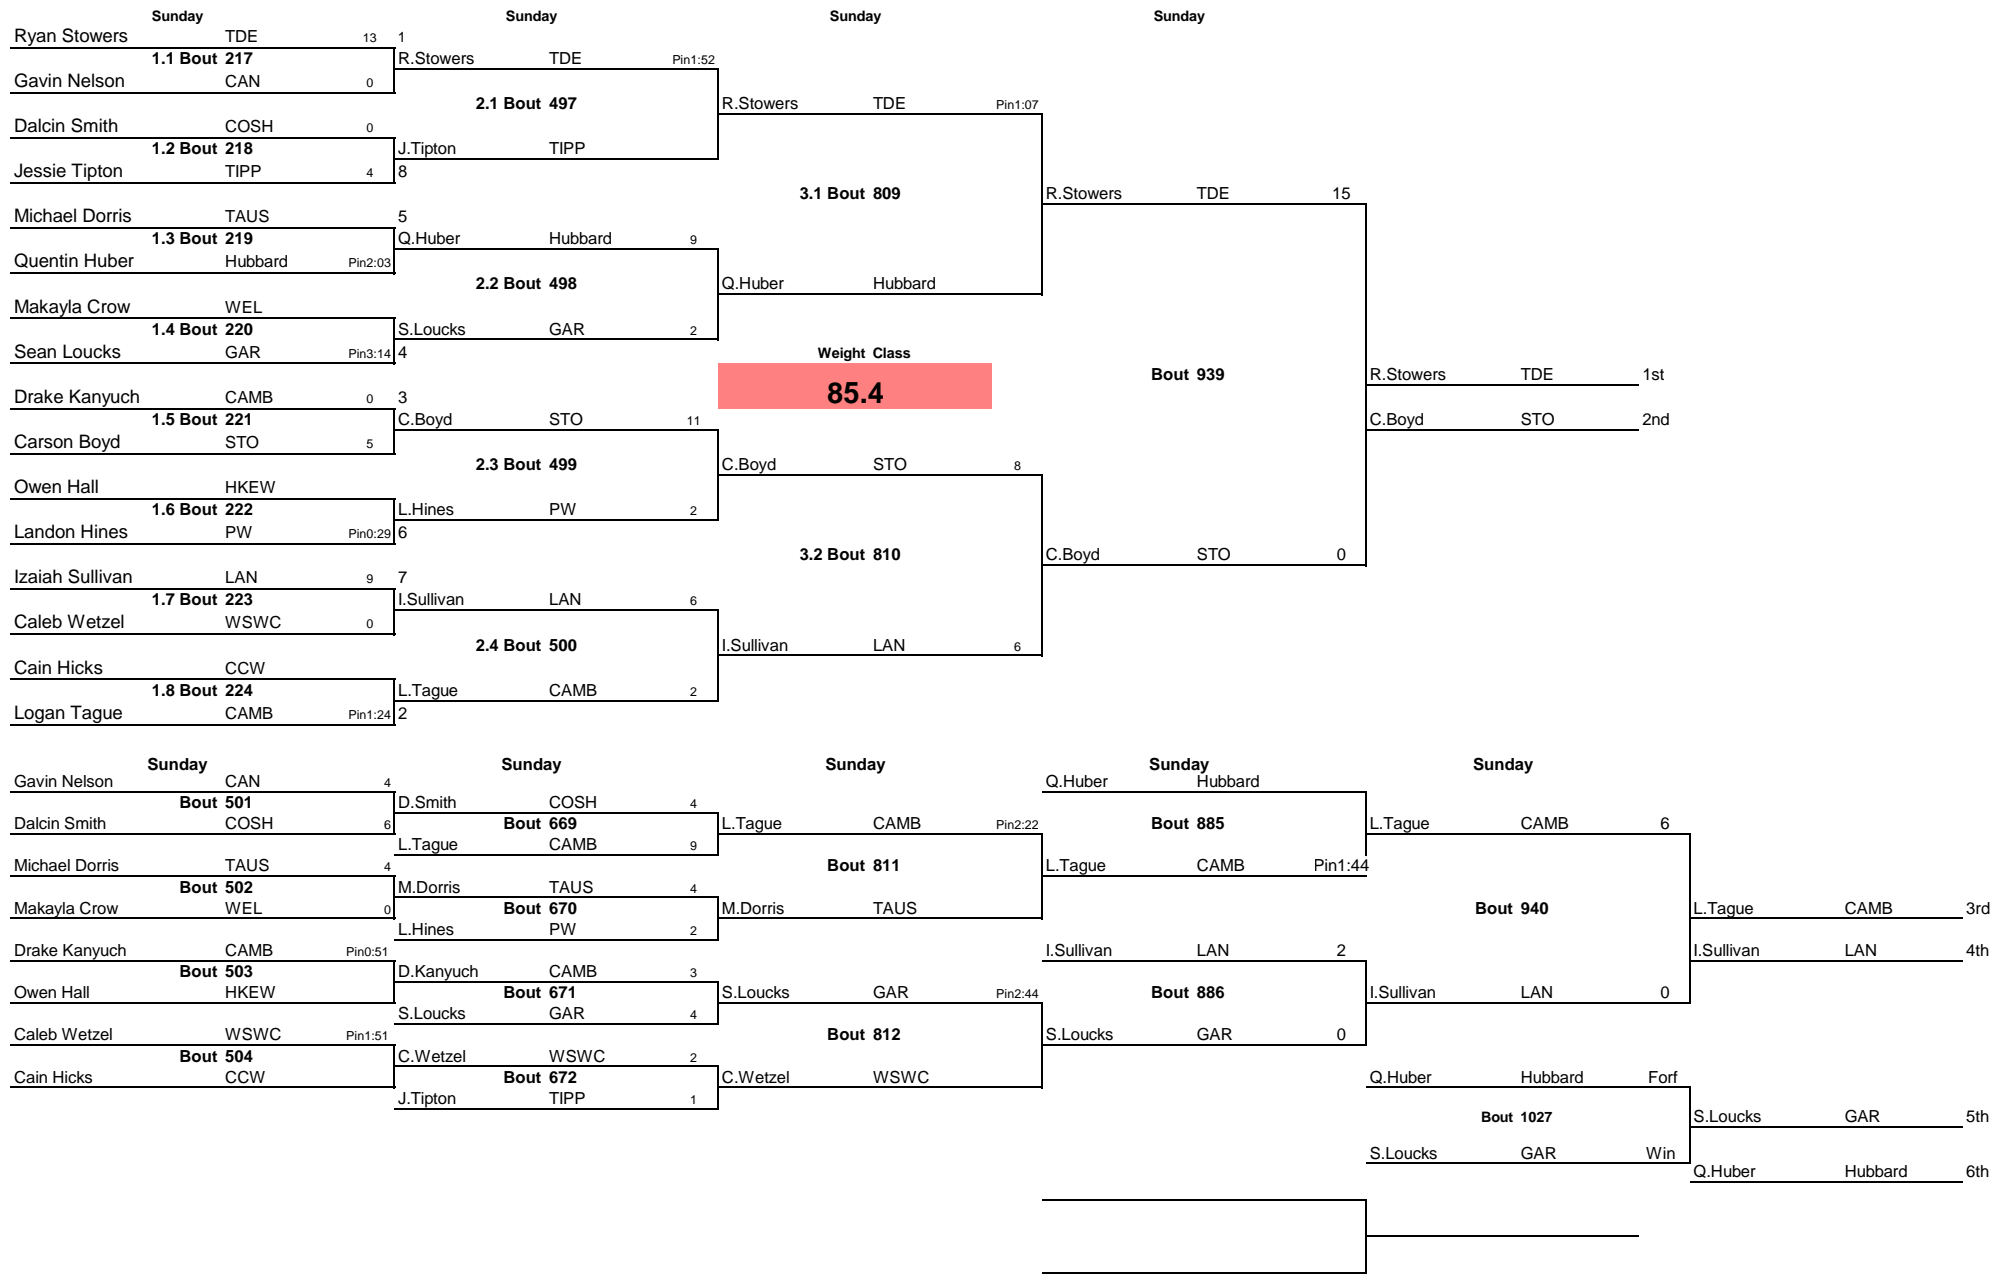 Sunday Sunday Sunday Sunday
Ryan Stowers TDE 13 1
1.1 Bout 217 R.Stowers TDE Pin1:52
Gavin Nelson CAN 0
2.1 Bout 497 R.Stowers TDE Pin1:07
Dalcin Smith COSH 0
1.2 Bout 218 J.Tipton TIPP
Jessie Tipton TIPP 4 8
3.1 Bout 809 R.Stowers TDE 15
Michael Dorris TAUS 5
1.3 Bout 219 Q.Huber Hubbard 9
Quentin Huber Hubbard Pin2:03
2.2 Bout 498 Q.Huber Hubbard
Makayla Crow WEL
1.4 Bout 220 S.Loucks GAR 2
Sean Loucks GAR Pin3:14 4 Weight Class
Bout 939 R.Stowers TDE 1st
Drake Kanyuch CAMB 0 3 85.4
1.5 Bout 221 C.Boyd STO 11 C.Boyd STO 2nd
Carson Boyd STO 5
2.3 Bout 499 C.Boyd STO 8
Owen Hall HKEW
1.6 Bout 222 L.Hines PW 2
Landon Hines PW Pin0:29 6
3.2 Bout 810 C.Boyd STO 0
Izaiah Sullivan LAN 9 7
1.7 Bout 223 I.Sullivan LAN 6
Caleb Wetzel WSWC 0
2.4 Bout 500 I.Sullivan LAN 6
Cain Hicks CCW
1.8 Bout 224 L.Tague CAMB 2
Logan Tague CAMB Pin1:24 2
Sunday Sunday Sunday Sunday Sunday
Gavin Nelson CAN 4 Q.Huber Hubbard
Bout 501 D.Smith COSH 4
Dalcin Smith COSH 6 Bout 669 L.Tague CAMB Pin2:22 Bout 885 L.Tague CAMB 6
L.Tague CAMB 9
Michael Dorris TAUS 4 Bout 811 L.Tague CAMB Pin1:44
Bout 502 M.Dorris TAUS 4
Makayla Crow WEL 0 Bout 670 M.Dorris TAUS Bout 940 L.Tague CAMB 3rd
L.Hines PW 2
Drake Kanyuch CAMB Pin0:51 I.Sullivan LAN 2 I.Sullivan LAN 4th
Bout 503 D.Kanyuch CAMB 3
Owen Hall HKEW Bout 671 S.Loucks GAR Pin2:44 Bout 886 I.Sullivan LAN 0
S.Loucks GAR 4
Caleb Wetzel WSWC Pin1:51 Bout 812 S.Loucks GAR 0
Bout 504 C.Wetzel WSWC 2
Cain Hicks CCW Bout 672 C.Wetzel WSWC Q.Huber Hubbard Forf
J.Tipton TIPP 1
Bout 1027 S.Loucks GAR 5th
S.Loucks GAR Win
Q.Huber Hubbard 6th